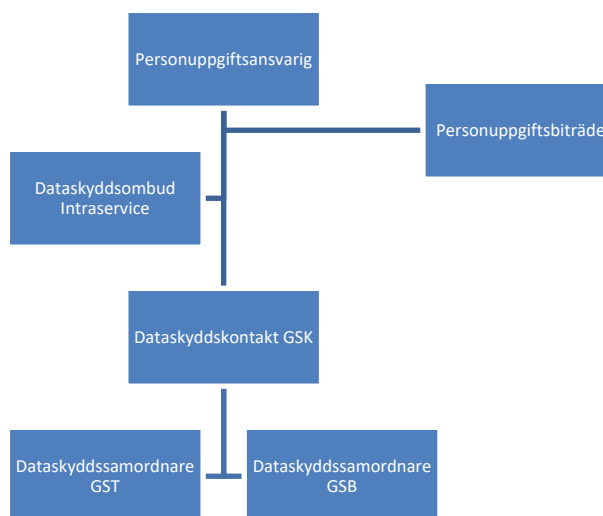 Personuppgiftsansvarig
Personuppgiftsbiträde
Dataskyddsombud
Intraservice
Dataskyddskontakt GSK
Dataskyddssamordnare
GST
Dataskyddssamordnare
GSB